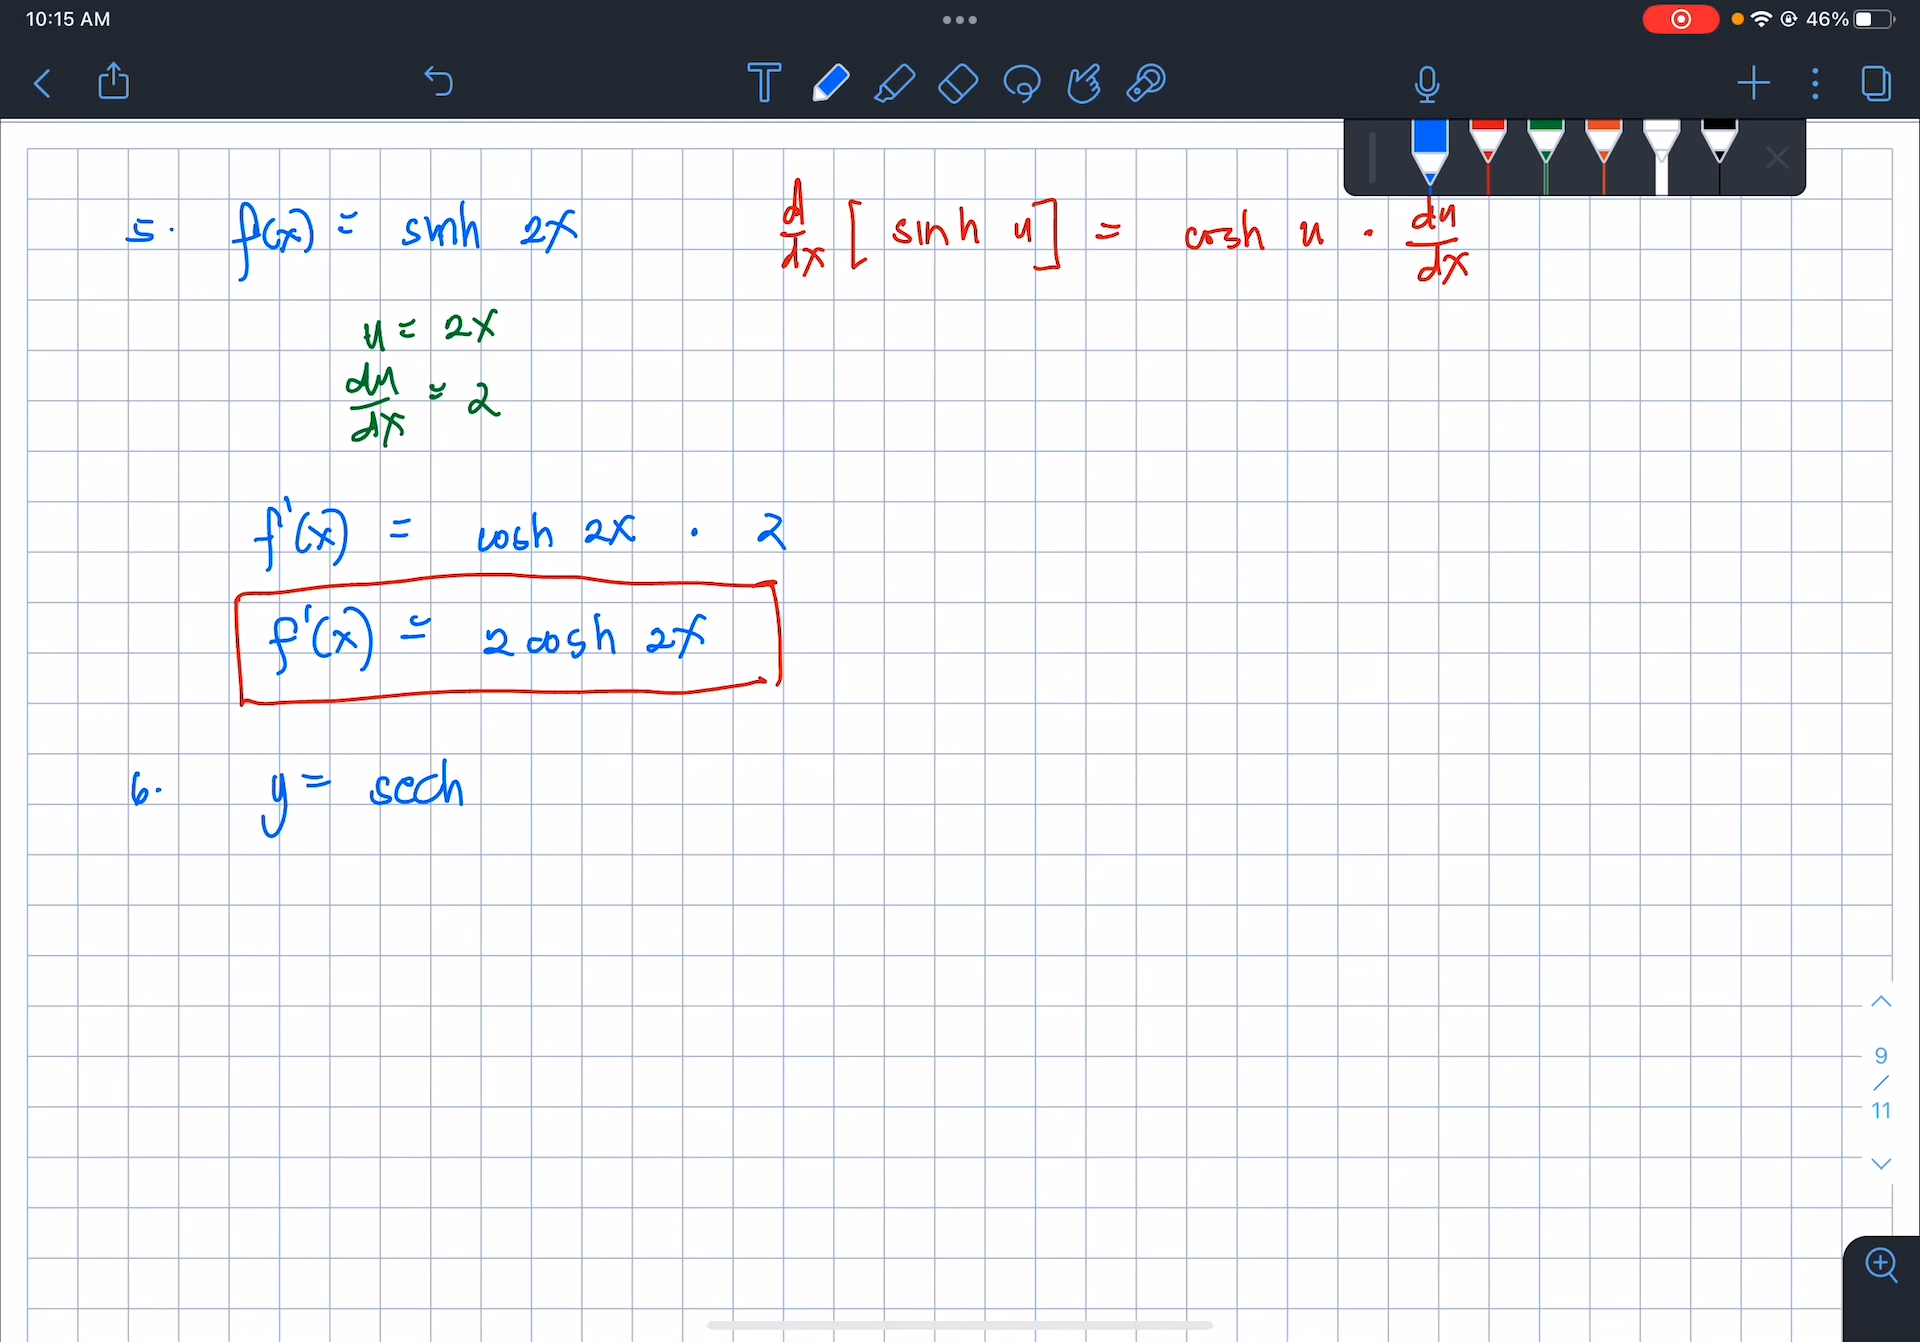 10:15 AM
46%
5. f(x) = sinh 2x
d/dx [sinh u] = cosh u · du/dx
u = 2x
du/dx = 2
f'(x) = cosh 2x · 2
f'(x) = 2 cosh 2x
6. y = sech
9
/
11